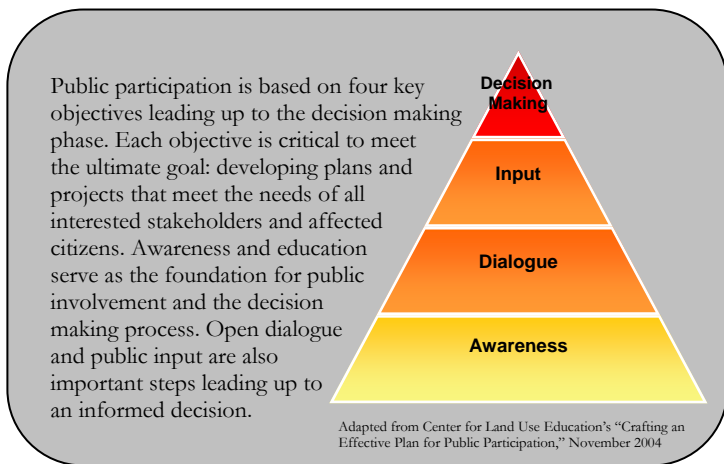 Public participation is based on four key
objectives leading up to the decision making
phase. Each objective is critical to meet
the ultimate goal: developing plans and
projects that meet the needs of all
interested stakeholders and affected
citizens. Awareness and education
serve as the foundation for public
involvement and the decision
making process. Open dialogue
and public input are also
important steps leading up to
an informed decision.
Decision
Making
Input
Dialogue
Awareness
Adapted from Center for Land Use Education's “Crafting an
Effective Plan for Public Participation,” November 2004